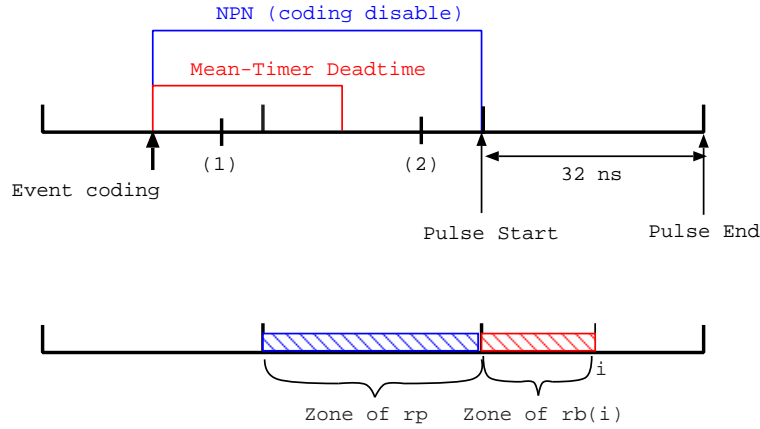 NPN (coding disable)
Mean-Timer Deadtime
(1)
(2)
32 ns
Event coding
Pulse Start
Pulse End
i
Zone of rp
Zone of rb(i)